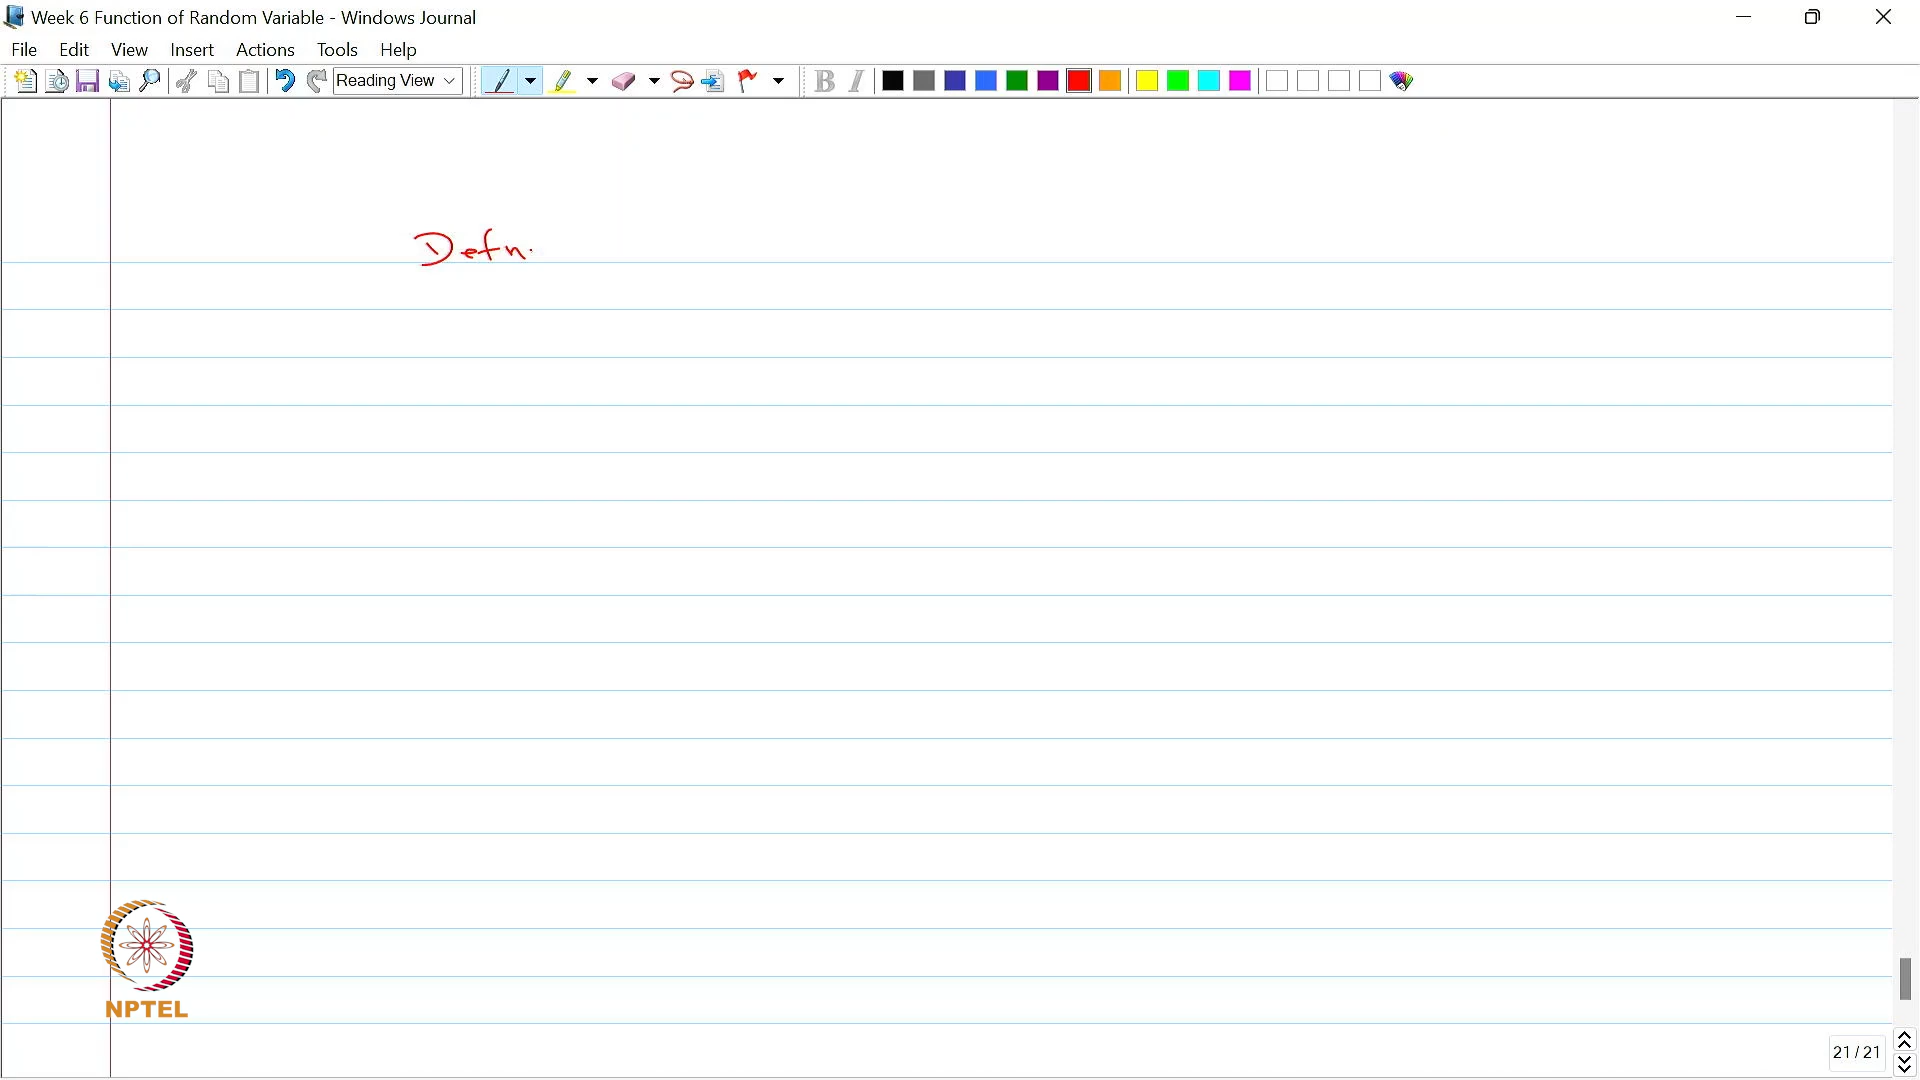 Week 6 Function of Random Variable - Windows Journal
File Edit View Insert Actions Tools Help
Reading View B I
Defn.
NPTEL
21 / 21